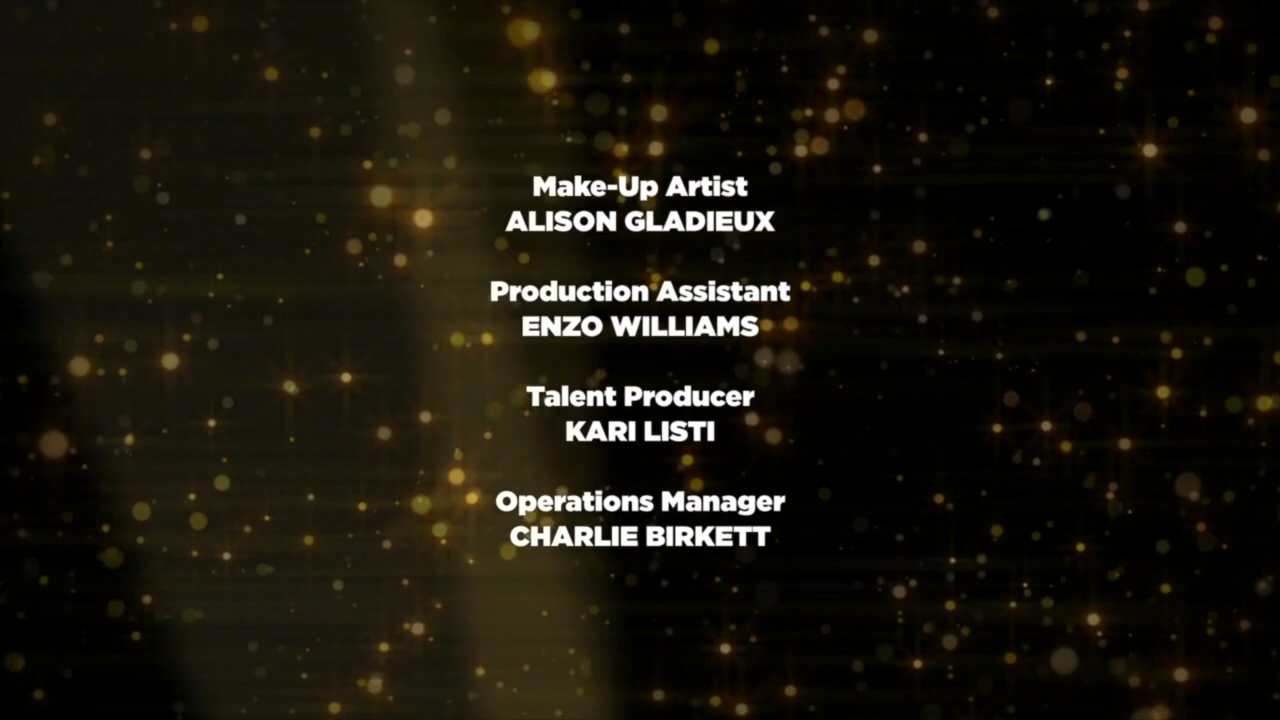 Make-Up Artist
ALISON GLADIEUX
Production Assistant
ENZO WILLIAMS
Talent Producer
KARI LISTI
Operations Manager
CHARLIE BIRKETT